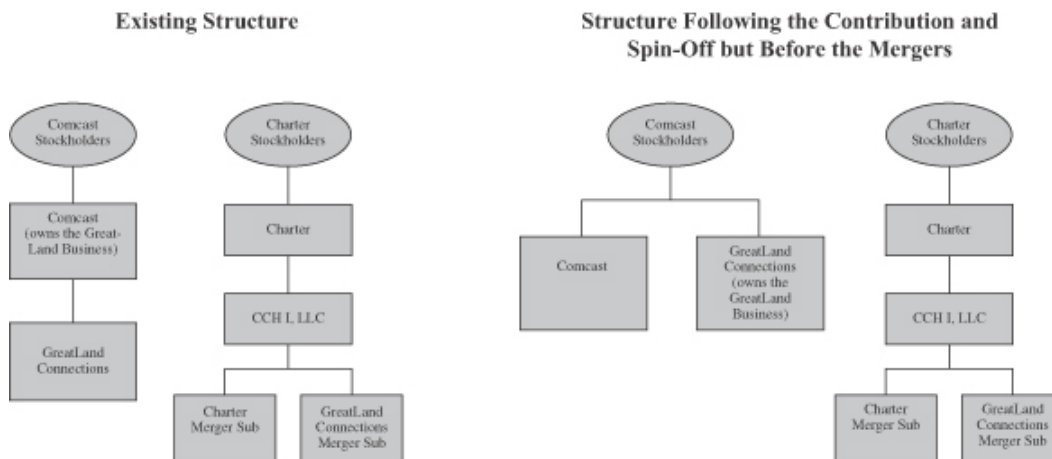 Existing Structure
Structure Following the Contribution and
Spin-Off but Before the Mergers
Comcast
Stockholders
Charter
Stockholders
Comcast
(owns the Great-
Land Business)
Charter
GreatLand
Connections
CCH I, LLC
Charter
Merger Sub
GreatLand
Connections
Merger Sub
Comcast
Stockholders
Charter
Stockholders
Comcast
GreatLand
Connections
(owns the
GreatLand
Business)
Charter
CCH I, LLC
Charter
Merger Sub
GreatLand
Connections
Merger Sub